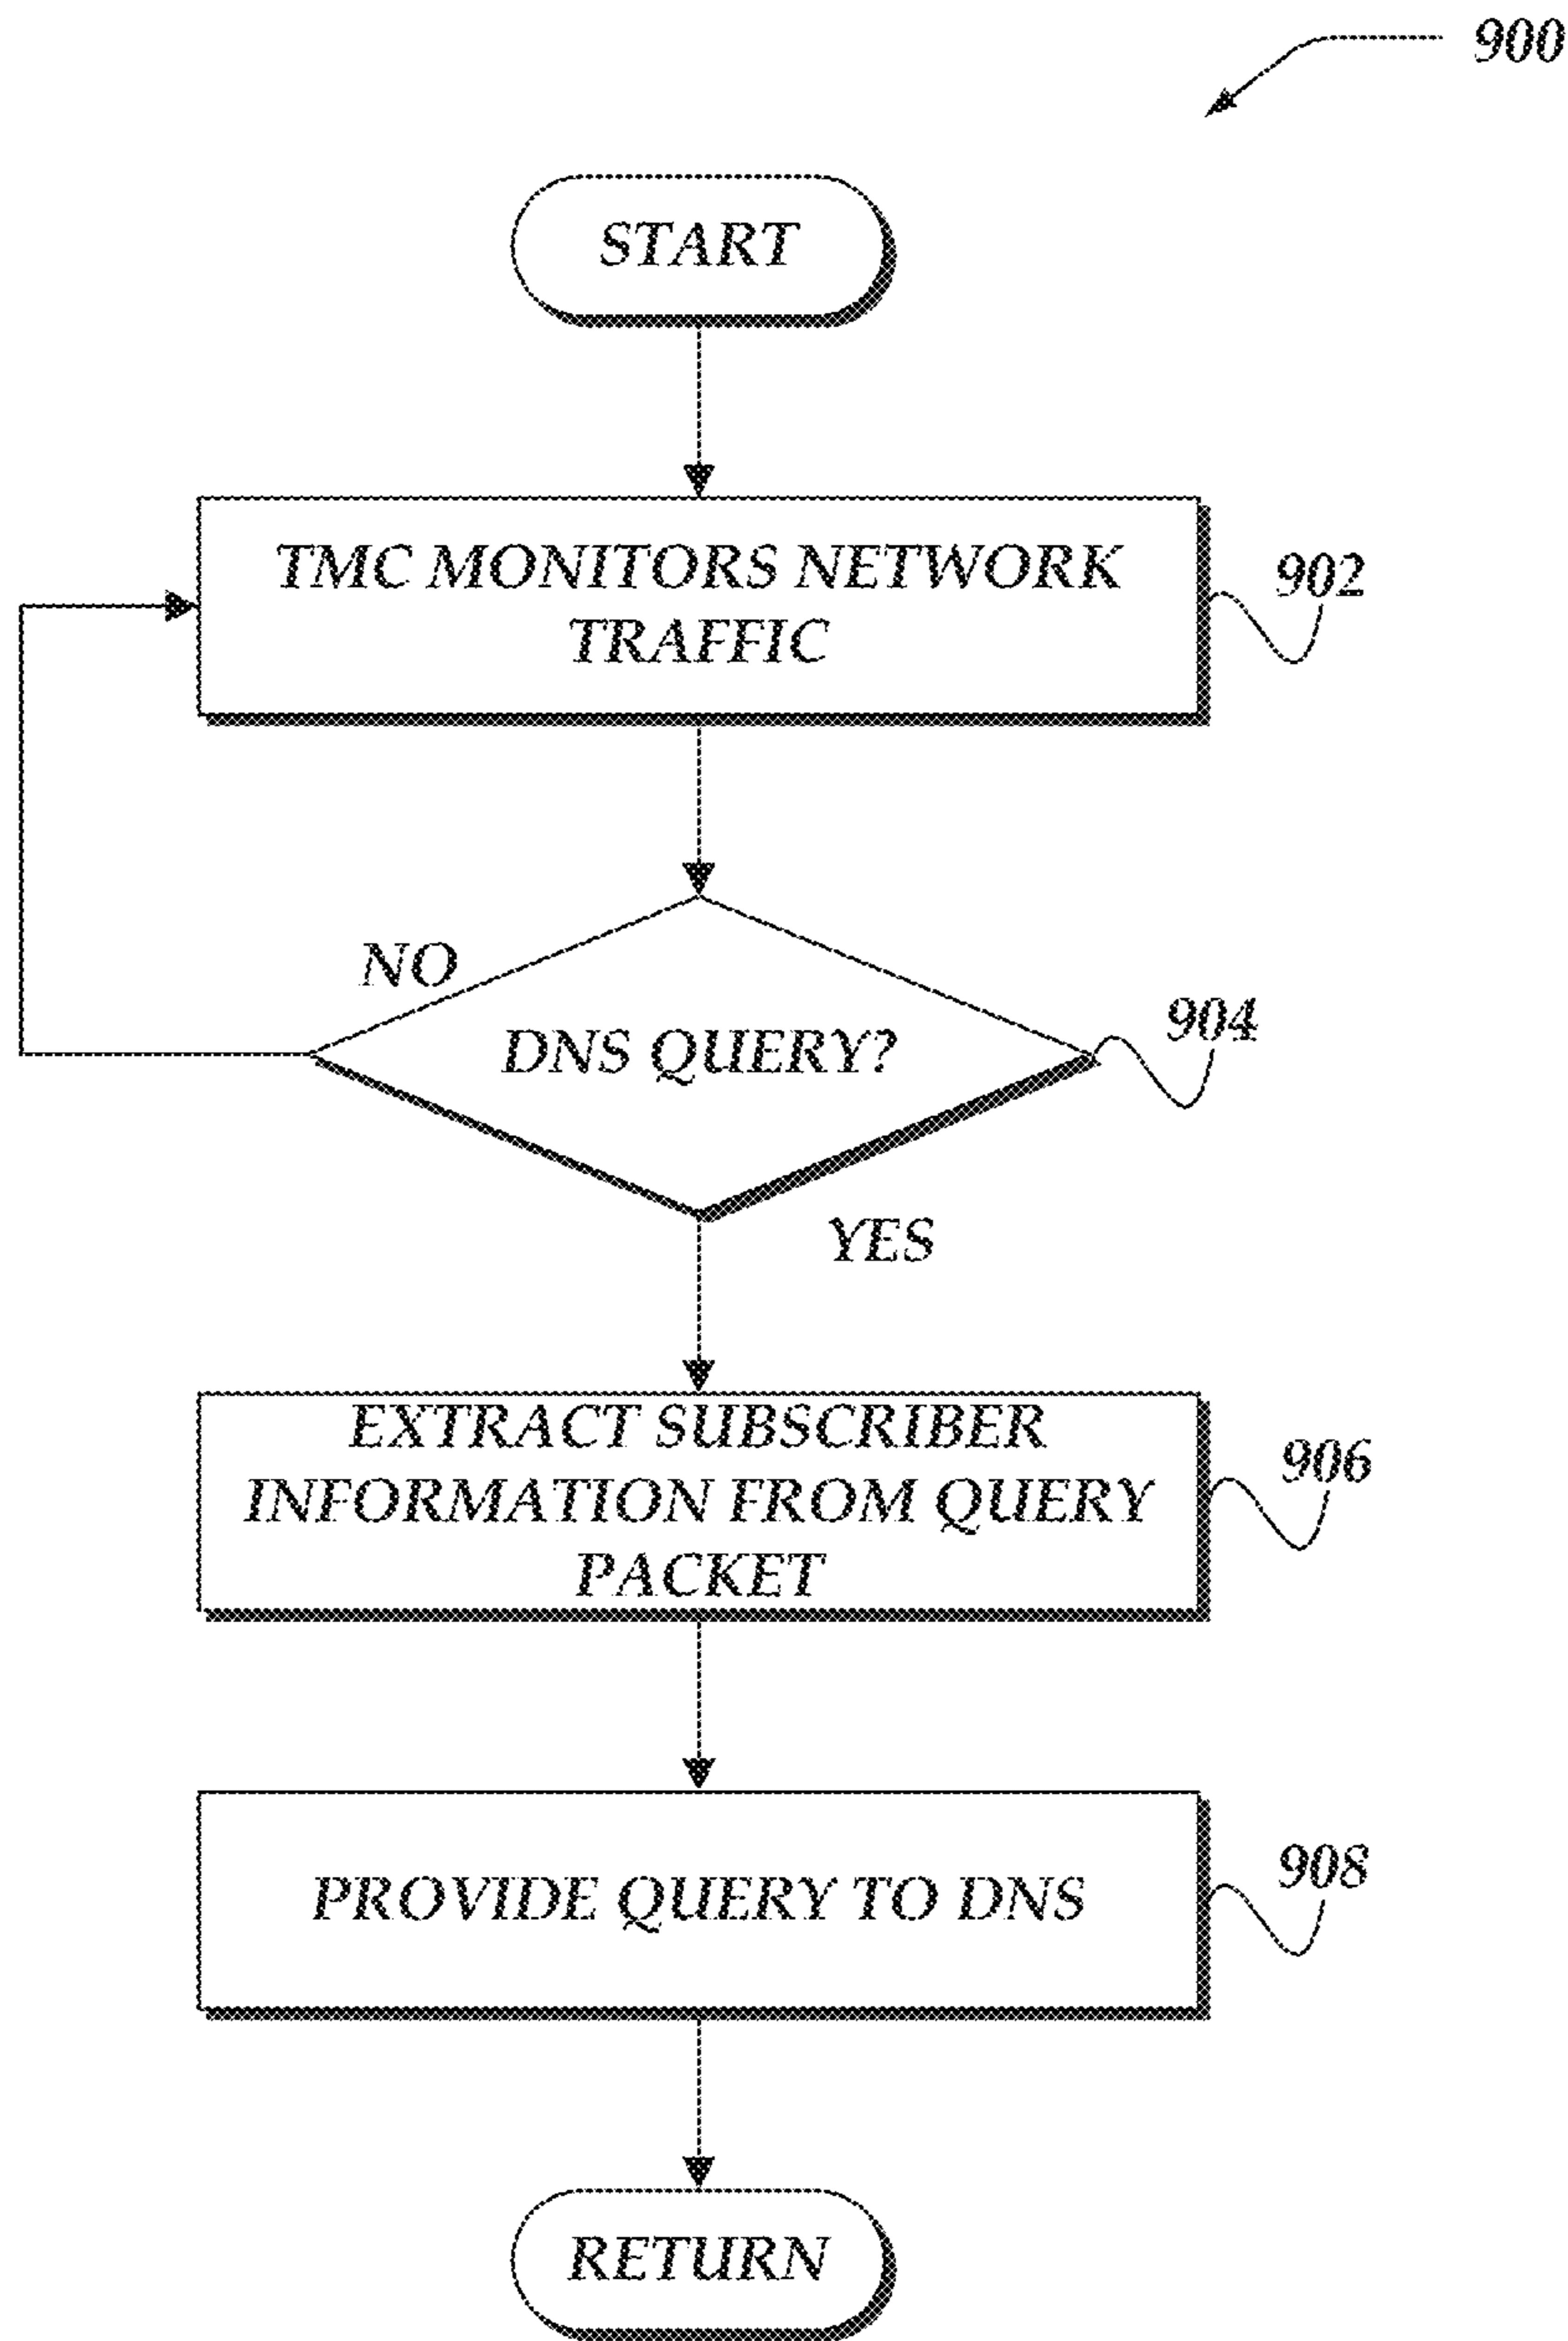 900
START
TMC MONITORS NETWORK
TRAFFIC
902
NO
DNS QUERY?
904
YES
EXTRACT SUBSCRIBER
INFORMATION FROM QUERY
PACKET
906
PROVIDE QUERY TO DNS
908
RETURN